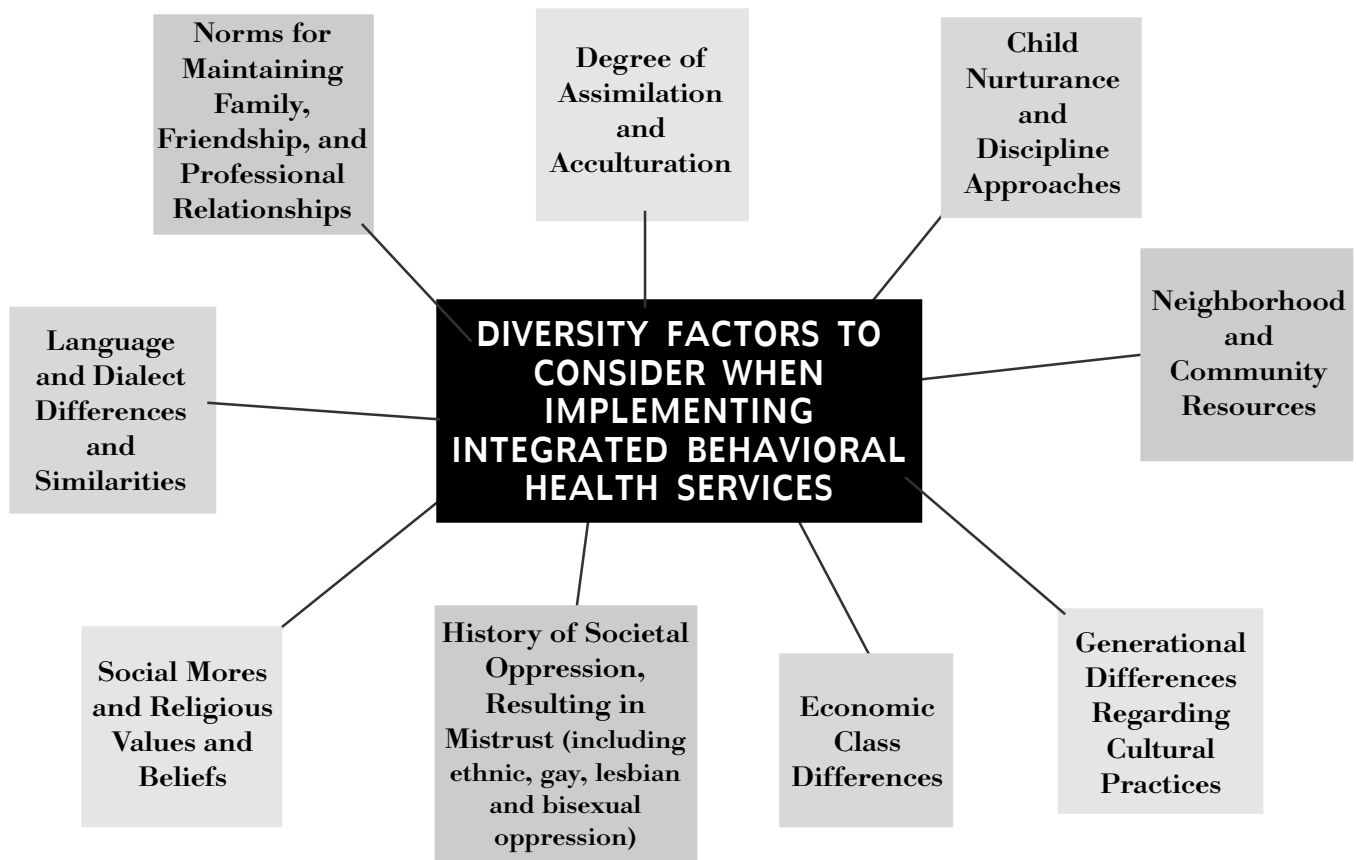 Norms for
Maintaining
Family,
Friendship, and
Professional
Relationships
Degree of
Assimilation
and
Acculturation
Child
Nurturance
and
Discipline
Approaches
Neighborhood
and
Community
Resources
Language
and Dialect
Differences
and
Similarities
DIVERSITY FACTORS TO
CONSIDER WHEN
IMPLEMENTING
INTEGRATED BEHAVIORAL
HEALTH SERVICES
Social Mores
and Religious
Values and
Beliefs
History of Societal
Oppression,
Resulting in
Mistrust (including
ethnic, gay, lesbian
and bisexual
oppression)
Economic
Class
Differences
Generational
Differences
Regarding
Cultural
Practices